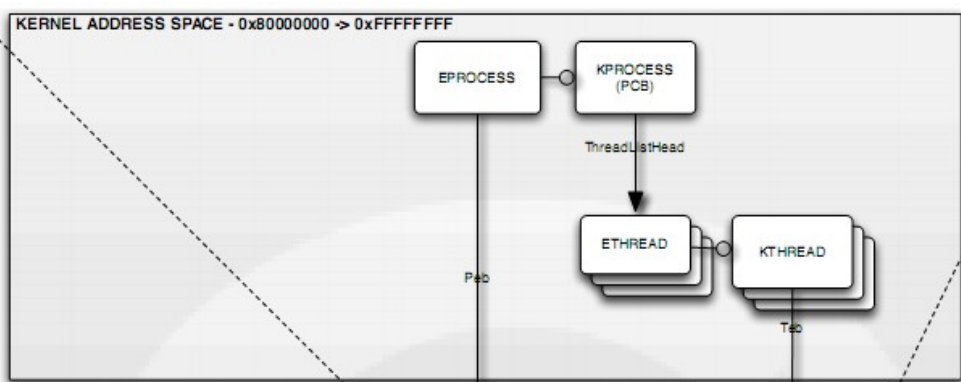 KERNEL ADDRESS SPACE - 0x80000000 -> 0xFFFFFFFF
EPROCESS
KPROCESS
(PCB)
ThreadListHead
ETHREAD
KTHREAD
Peb
Teb